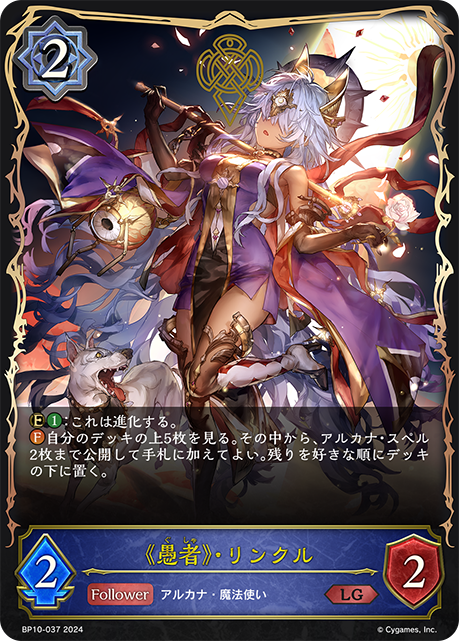 2
E 1:これは進化する。
F 自分のデッキの上5枚を見る。その中から、アルカナ・スペル
2枚まで公開して手札に加えてよい。残りを好きな順にデッキ
の下に置く。
ぐ しゃ
《愚者》・リンクル
2
Follower アルカナ・魔法使い LG
2
BP10-037 2024
© Cygames, Inc.